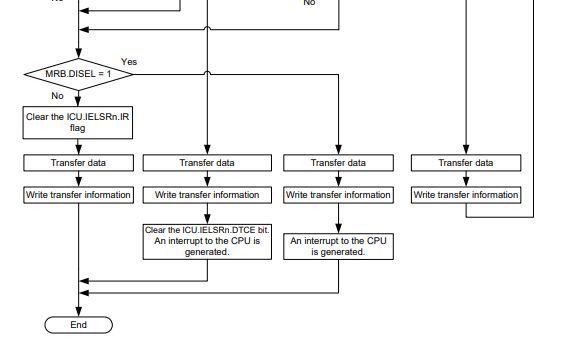 No
No
Yes
MRB.DISEL = 1
No
Clear the ICU.IELSRn.IR
flag
Transfer data
Transfer data
Transfer data
Transfer data
Write transfer information
Write transfer information
Write transfer information
Write transfer information
Clear the ICU.IELSRn.DTCE bit.
An interrupt to the CPU is
generated.
An interrupt to the CPU
is generated.
End